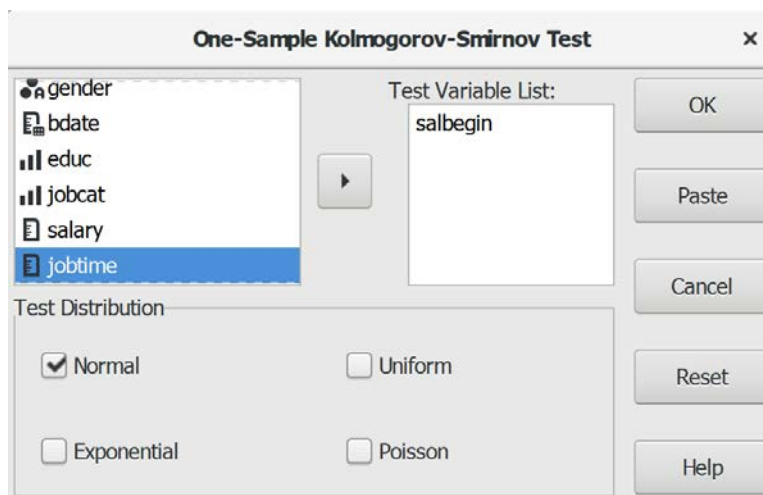 One-Sample Kolmogorov-Smirnov Test
gender
bdate
educ
jobcat
salary
jobtime
Test Variable List:
salbegin
OK
Paste
Cancel
Reset
Help
Test Distribution
Normal
Uniform
Exponential
Poisson